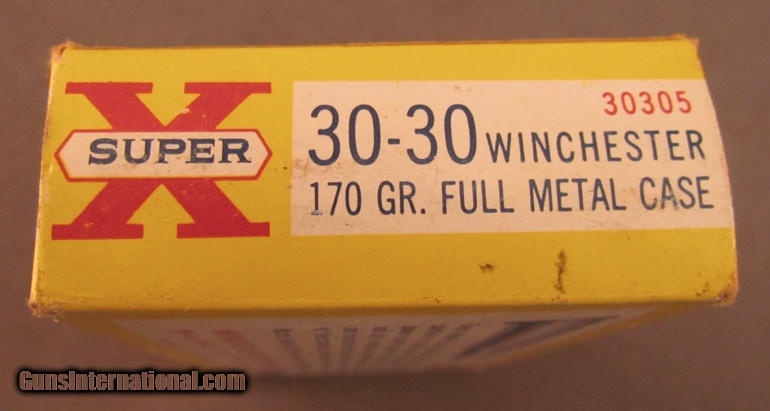 X
SUPER
30305
30-30 WINCHESTER
170 GR. FULL METAL CASE
GunsInternational.com